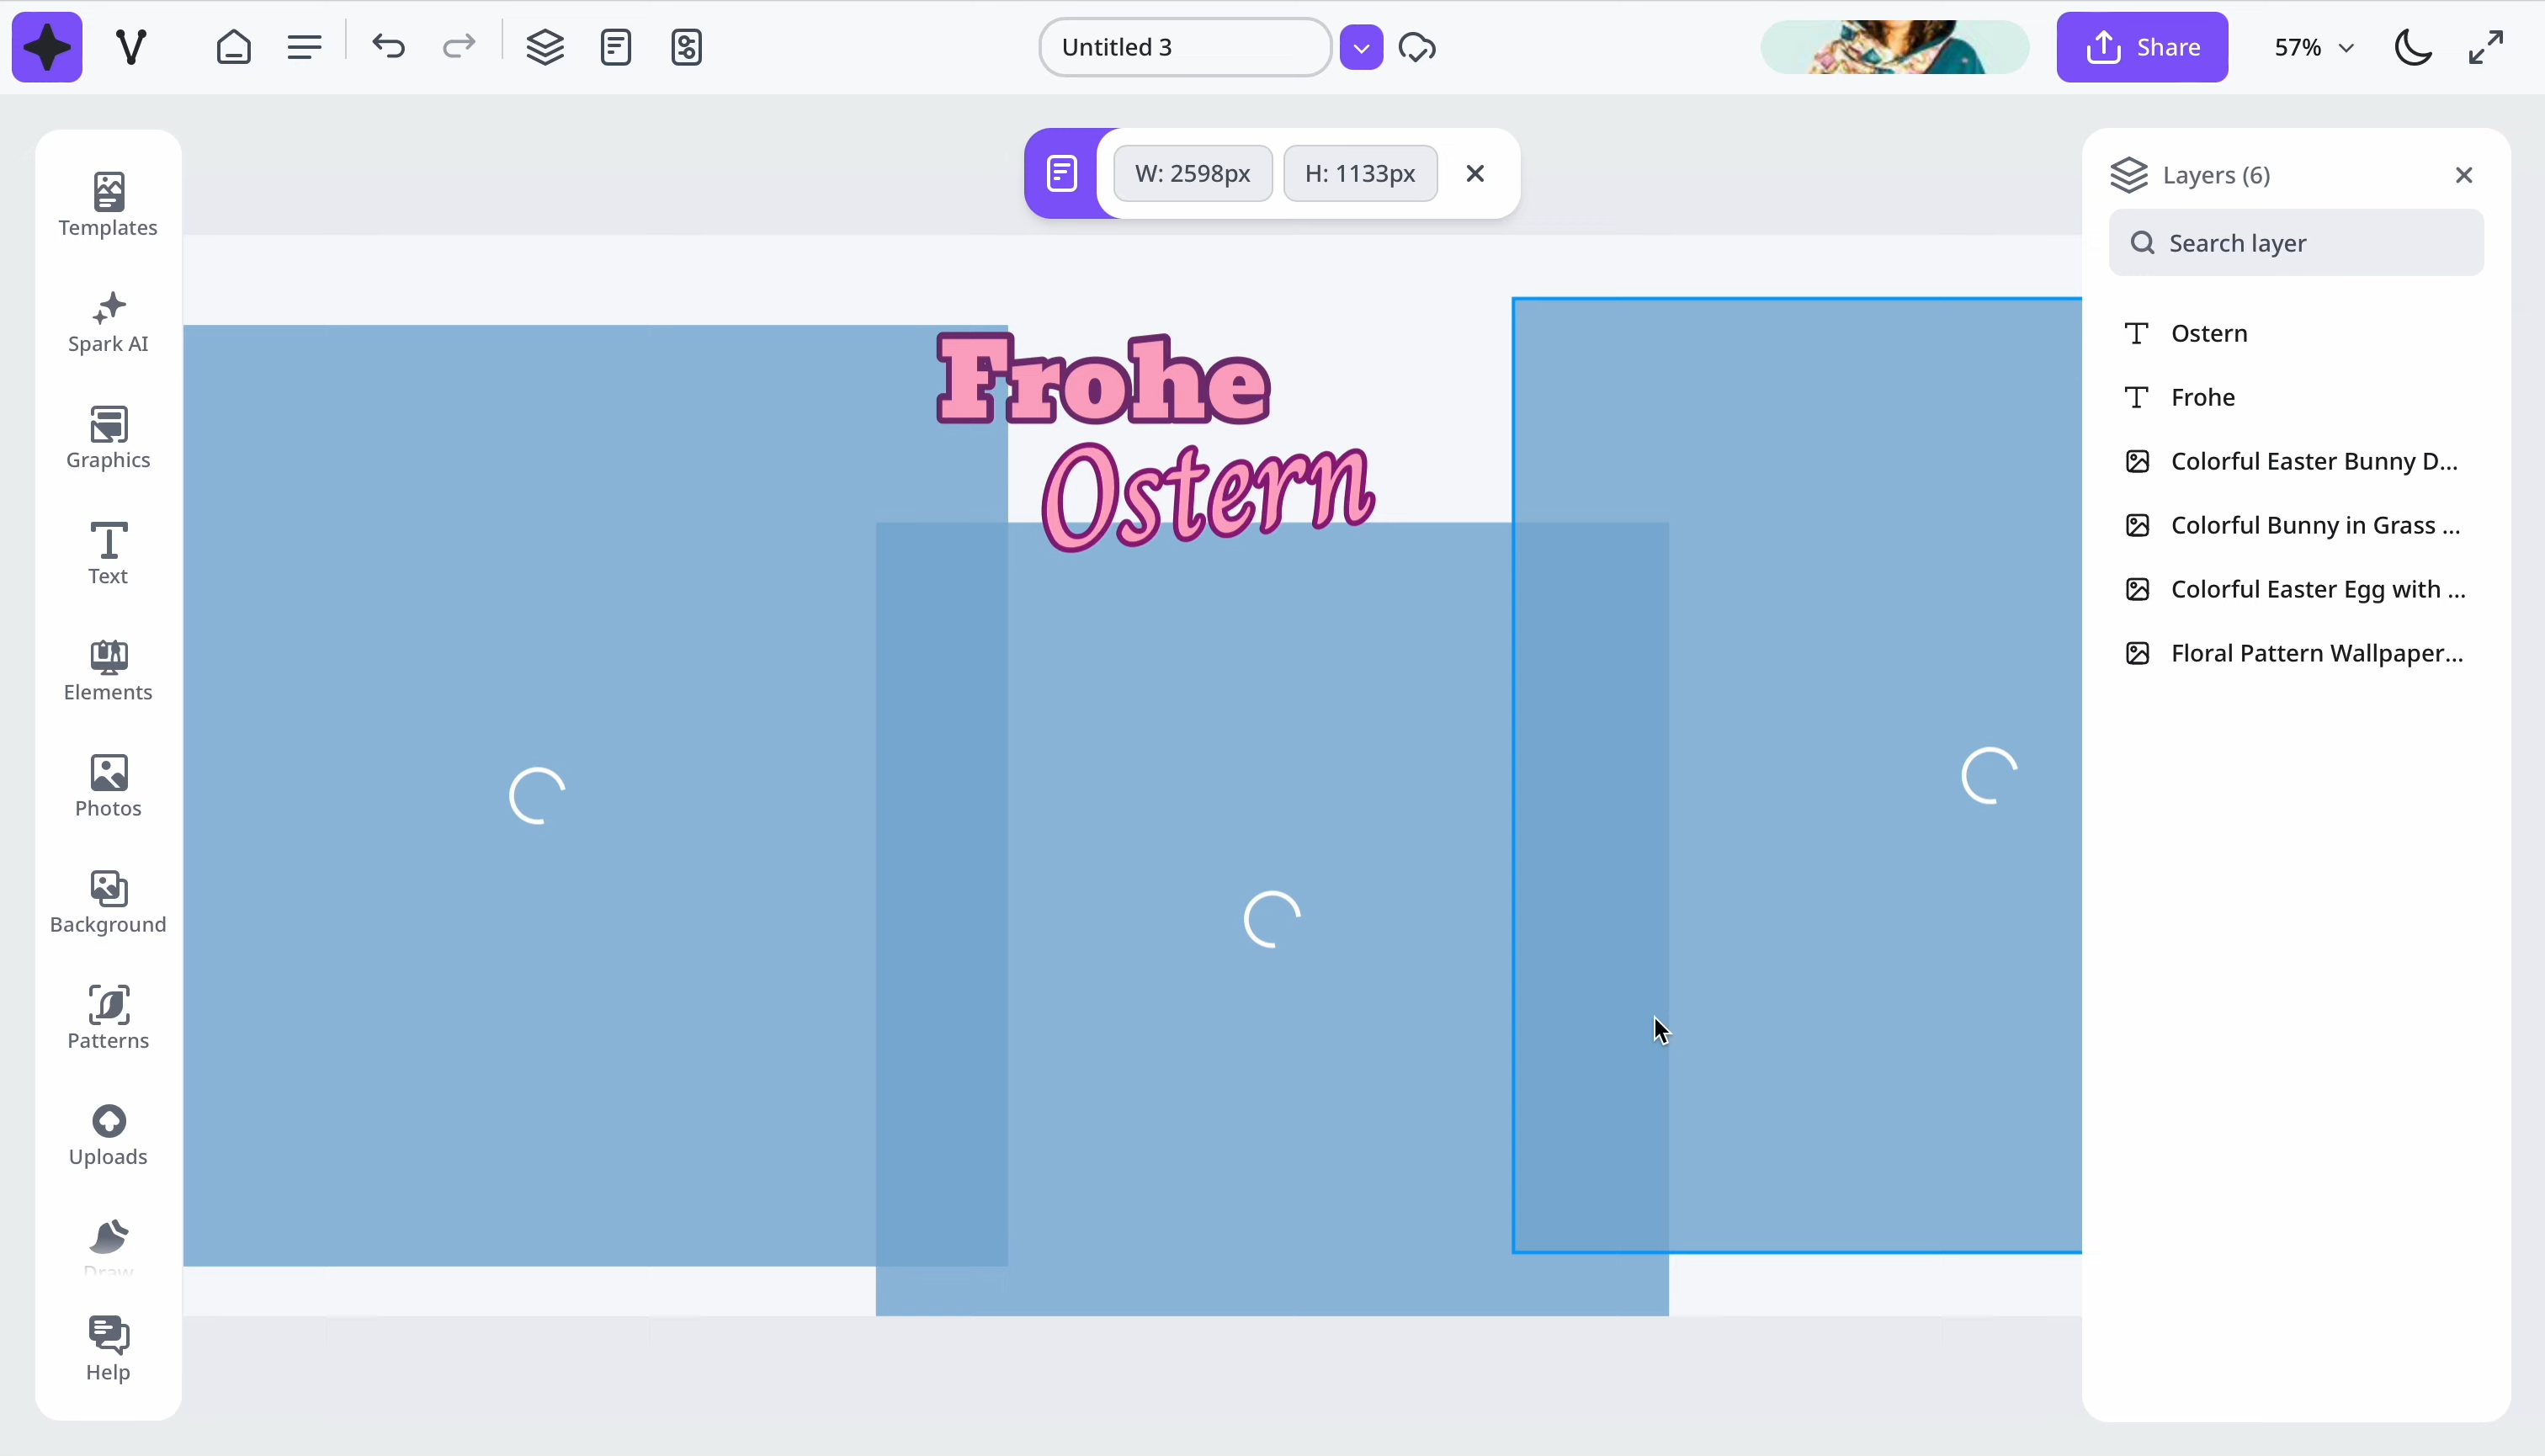 Untitled 3
Share
57%
W: 2598px
H: 1133px
Templates
Spark AI
Graphics
Text
Elements
Photos
Background
Patterns
Uploads
Draw
Help
Frohe
Ostern
Layers (6)
Search layer
Ostern
Frohe
Colorful Easter Bunny D...
Colorful Bunny in Grass ...
Colorful Easter Egg with ...
Floral Pattern Wallpaper...